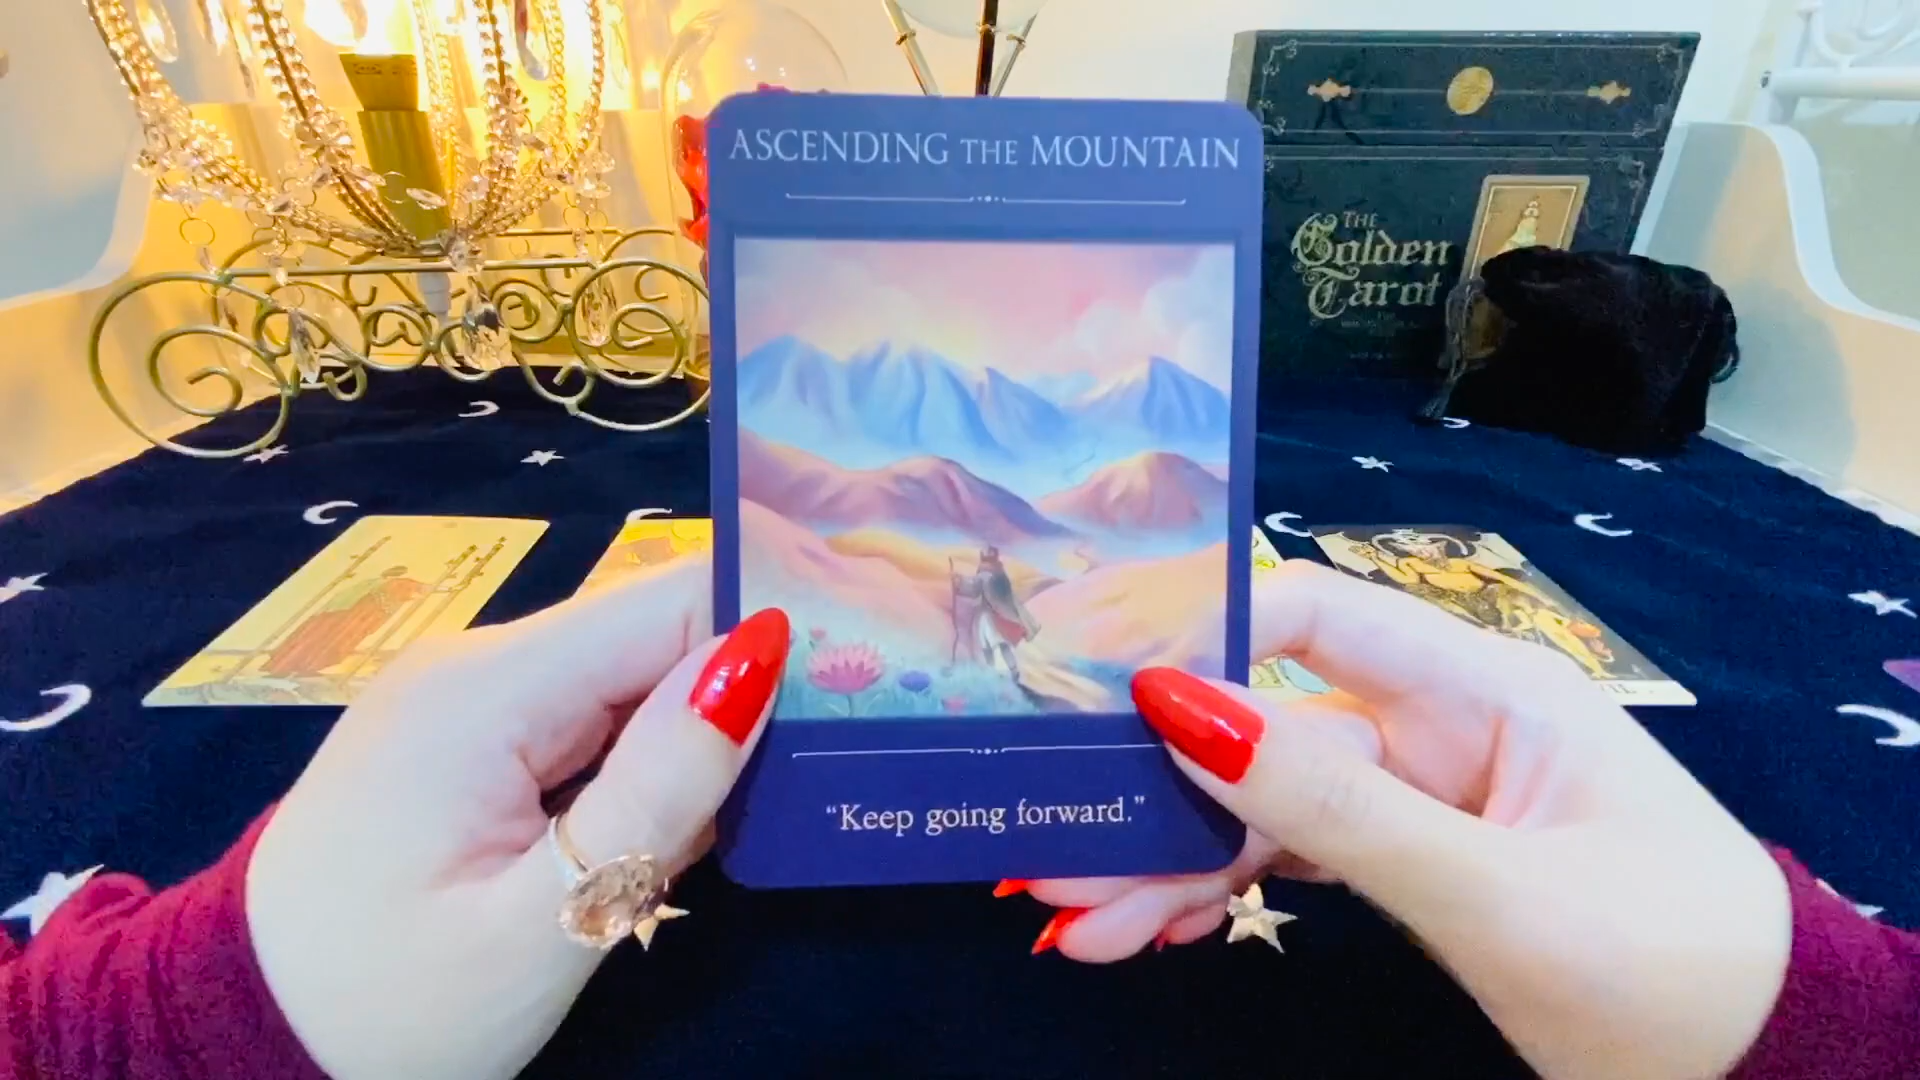 ASCENDING THE MOUNTAIN
“Keep going forward.”
THE
Golden
Tarot